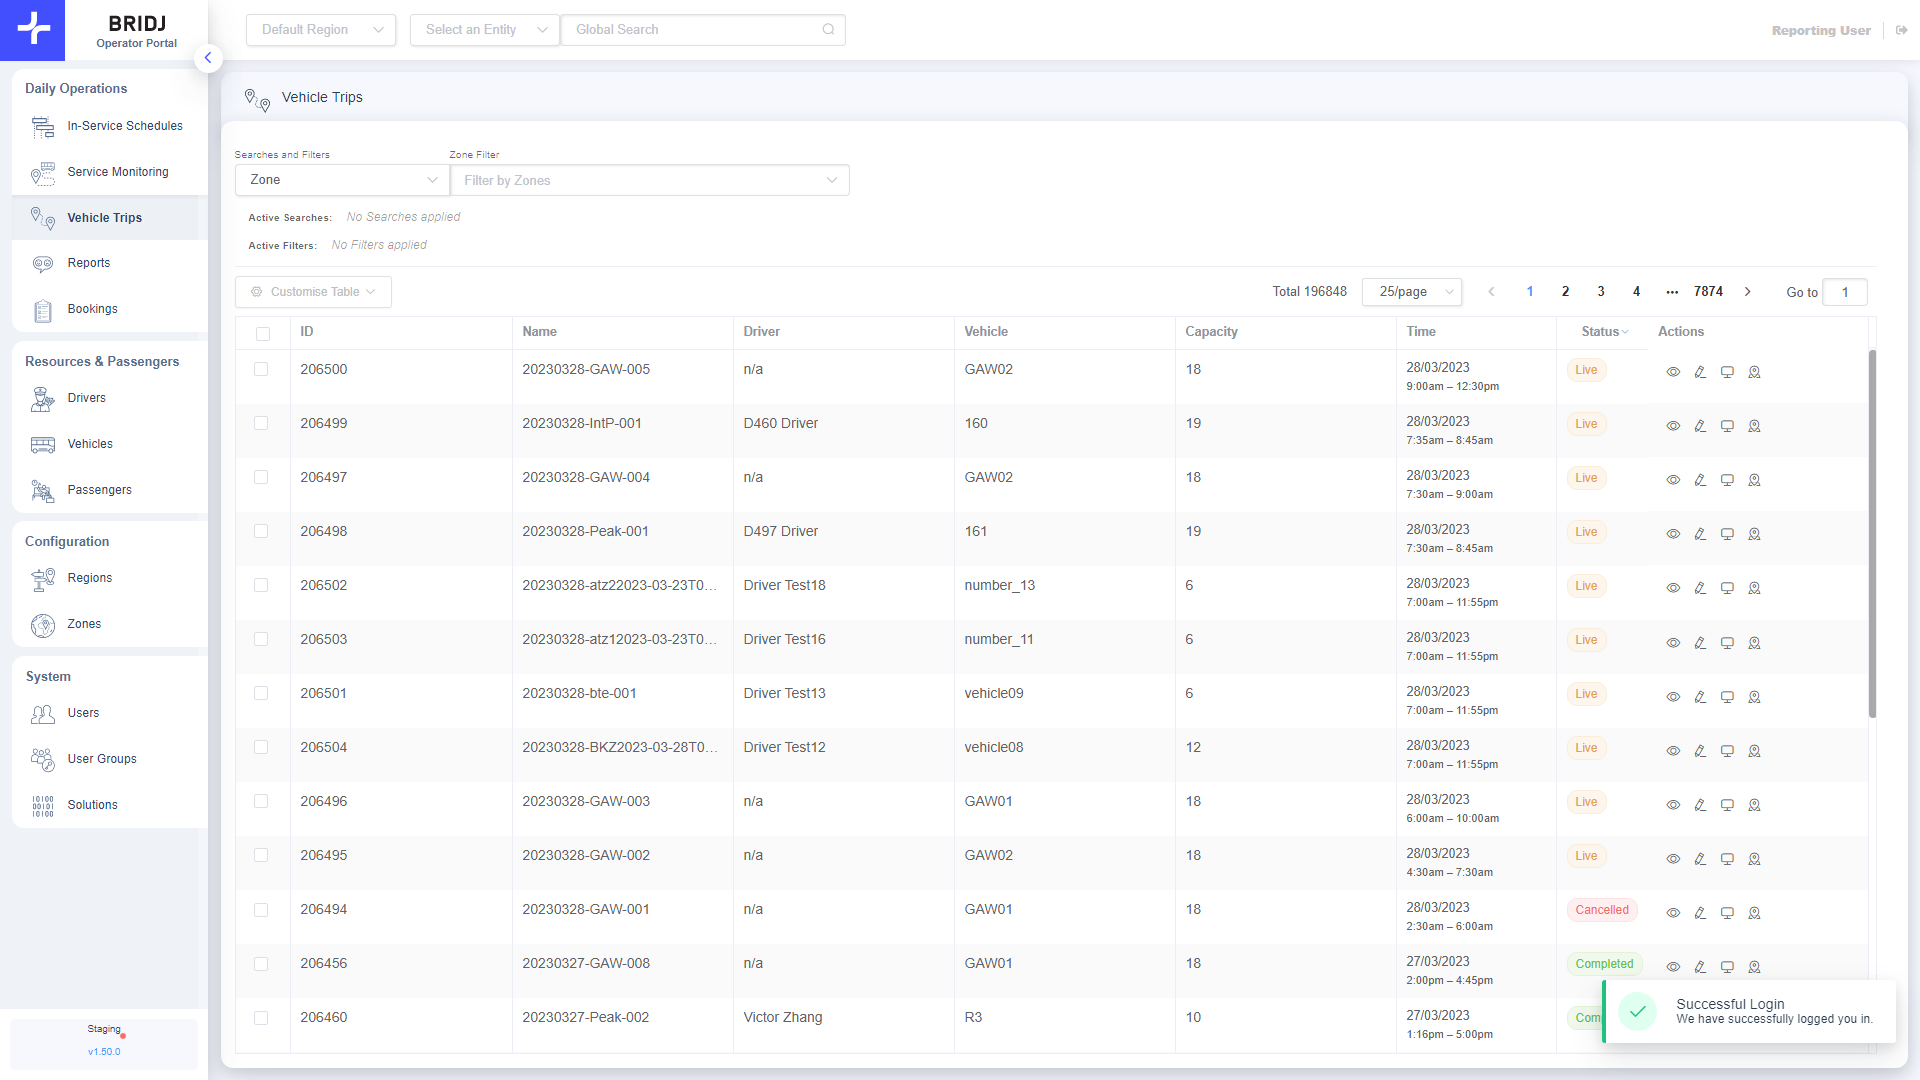 BRIDJ
Operator Portal
Default Region
Select an Entity
Global Search
Reporting User
Daily Operations
In-Service Schedules
Service Monitoring
Vehicle Trips
Reports
Bookings
Resources & Passengers
Drivers
Vehicles
Passengers
Configuration
Regions
Zones
System
Users
User Groups
Solutions
Staging
v1.50.0
Vehicle Trips
Searches and Filters Zone Filter
Zone Filter by Zones
Active Searches: No Searches applied
Active Filters: No Filters applied
Customise Table Total 196848 25/page 1 2 3 4 ••• 7874 Go to 1
ID Name Driver Vehicle Capacity Time Status Actions
206500 20230328-GAW-005 n/a GAW02 18 28/03/2023 Live
9:00am – 12:30pm
206499 20230328-IntP-001 D460 Driver 160 19 28/03/2023 Live
7:35am – 8:45am
206497 20230328-GAW-004 n/a GAW02 18 28/03/2023 Live
7:30am – 9:00am
206498 20230328-Peak-001 D497 Driver 161 19 28/03/2023 Live
7:30am – 8:45am
206502 20230328-atz22023-03-23T0... Driver Test18 number_13 6 28/03/2023 Live
7:00am – 11:55pm
206503 20230328-atz12023-03-23T0... Driver Test16 number_11 6 28/03/2023 Live
7:00am – 11:55pm
206501 20230328-bte-001 Driver Test13 vehicle09 6 28/03/2023 Live
7:00am – 11:55pm
206504 20230328-BKZ2023-03-28T0... Driver Test12 vehicle08 12 28/03/2023 Live
7:00am – 11:55pm
206496 20230328-GAW-003 n/a GAW01 18 28/03/2023 Live
6:00am – 10:00am
206495 20230328-GAW-002 n/a GAW02 18 28/03/2023 Live
4:30am – 7:30am
206494 20230328-GAW-001 n/a GAW01 18 28/03/2023 Cancelled
2:30am – 6:00am
206456 20230327-GAW-008 n/a GAW01 18 27/03/2023 Completed
2:00pm – 4:45pm
206460 20230327-Peak-002 Victor Zhang R3 10 27/03/2023 Com
1:16pm – 5:00pm
Successful Login
We have successfully logged you in.